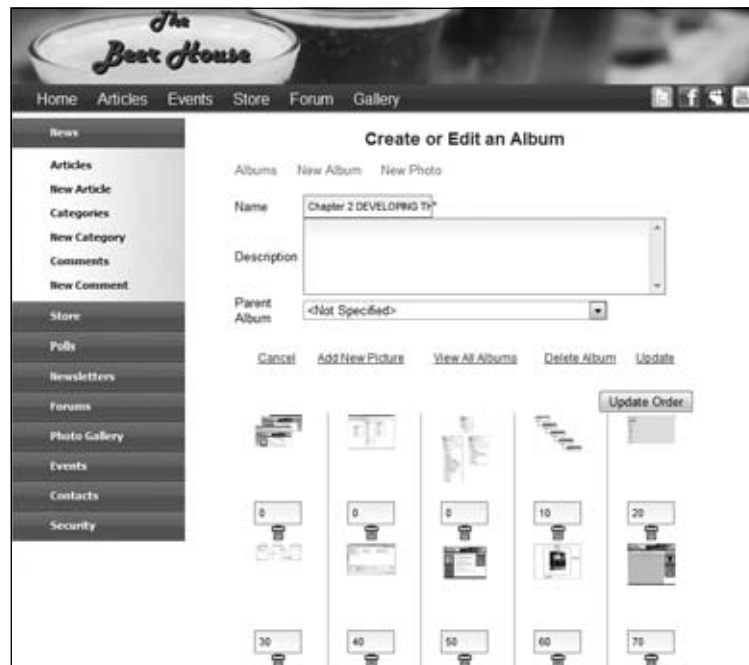 The
Beer House
Home Articles Events Store Forum Gallery
News
Articles
New Article
Categories
New Category
Comments
New Comment
Store
Polls
Newsletters
Forums
Photo Gallery
Events
Contacts
Security
Create or Edit an Album
Albums New Album New Photo
Name Chapter 2 DEVELOPING TH*
Description
Parent Album <Not Specified>
Cancel Add New Picture View All Albums Delete Album Update
Update Order
0 0 0 10 20
30 40 50 60 70